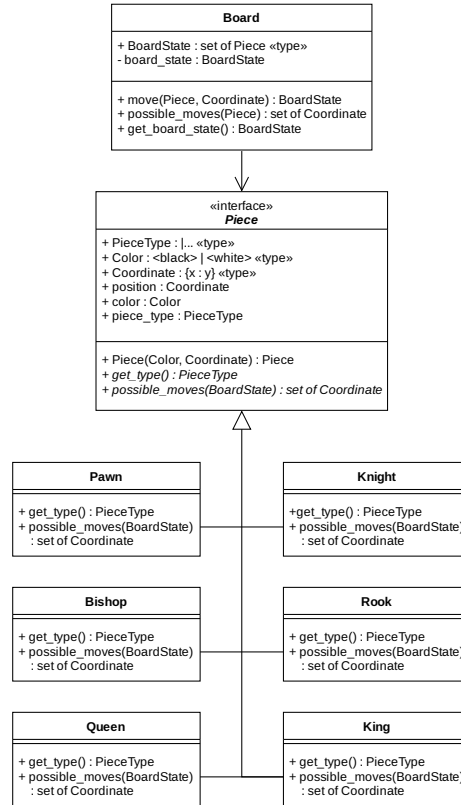 Board
+ BoardState : set of Piece «type»
- board_state : BoardState
+ move(Piece, Coordinate) : BoardState
+ possible_moves(Piece) : set of Coordinate
+ get_board_state() : BoardState
«interface»
Piece
+ PieceType : |... «type»
+ Color : <black> | <white> «type»
+ Coordinate : {x : y} «type»
+ position : Coordinate
+ color : Color
+ piece_type : PieceType
+ Piece(Color, Coordinate) : Piece
+ get_type() : PieceType
+ possible_moves(BoardState) : set of Coordinate
Pawn
+ get_type() : PieceType
+ possible_moves(BoardState)
: set of Coordinate
Knight
+get_type() : PieceType
+ possible_moves(BoardState)
: set of Coordinate
Bishop
+ get_type() : PieceType
+ possible_moves(BoardState)
: set of Coordinate
Rook
+ get_type() : PieceType
+ possible_moves(BoardState)
: set of Coordinate
Queen
+ get_type() : PieceType
+ possible_moves(BoardState)
: set of Coordinate
King
+ get_type() : PieceType
+ possible_moves(BoardState)
: set of Coordinate